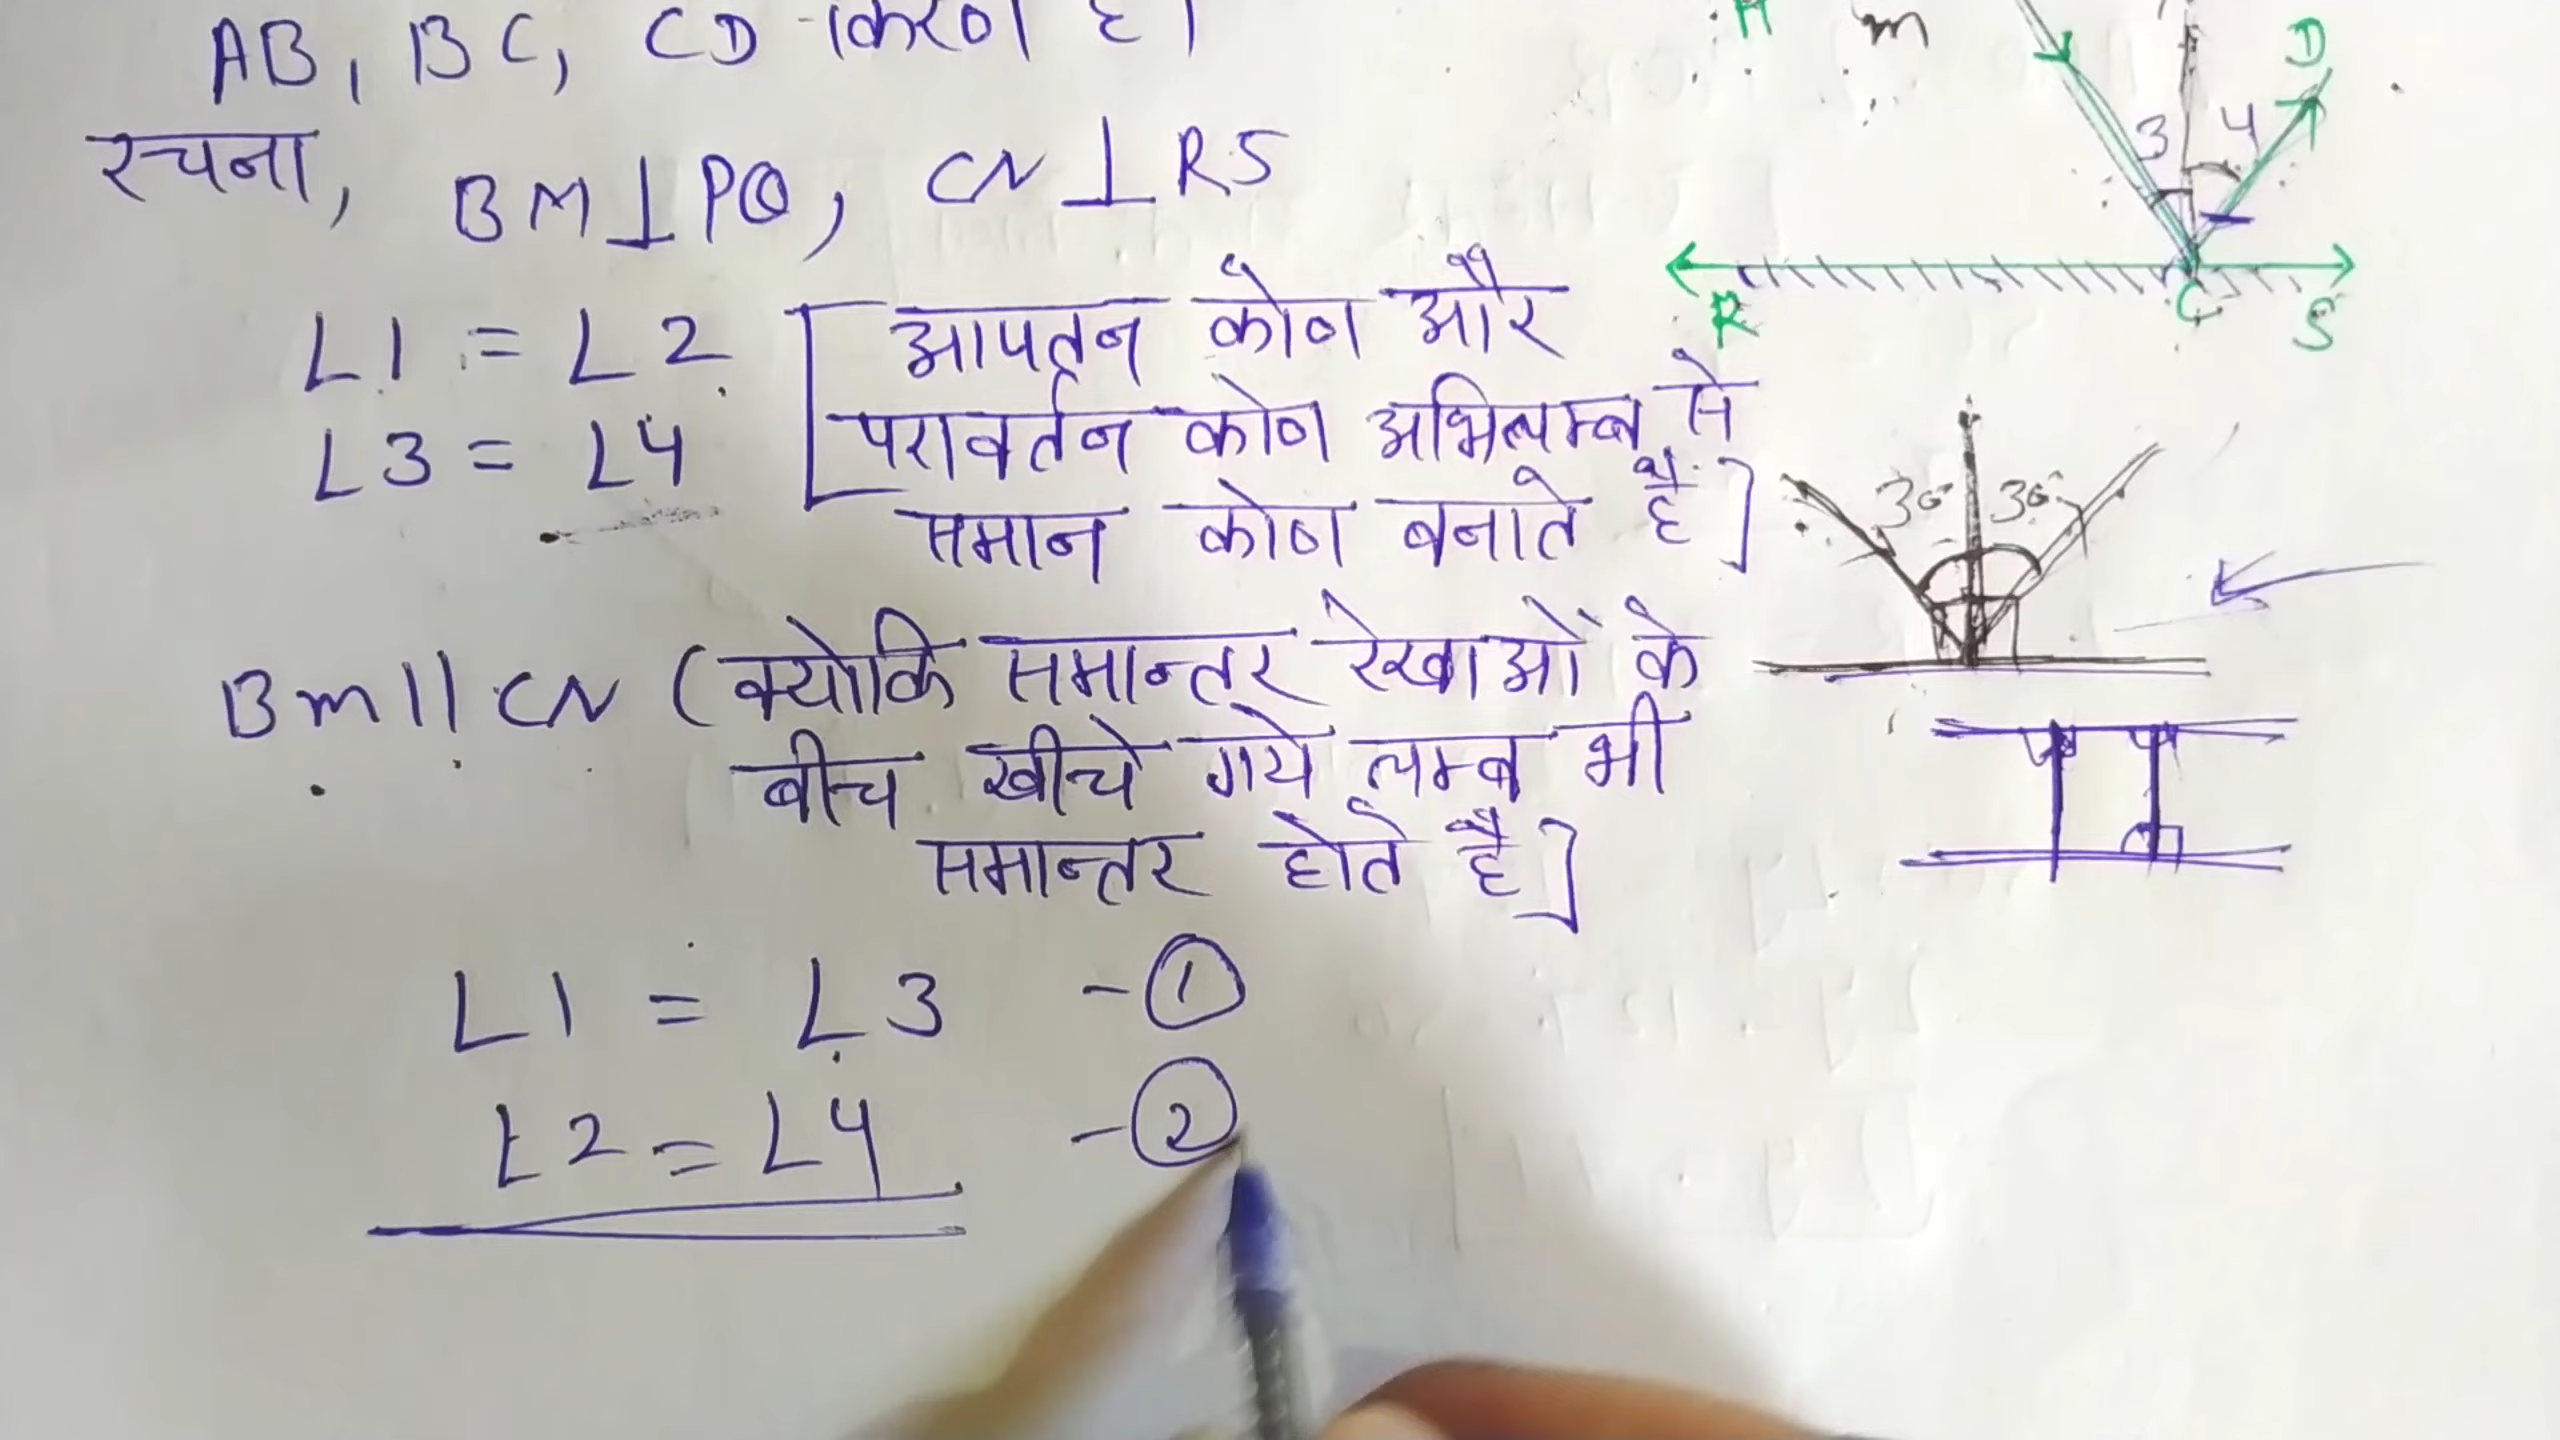 AB, BC, CD किरण है।
रचना, BM⊥PQ, CN⊥RS
∠1 = ∠2 [आपतन कोण और
∠3 = ∠4 परावर्तन कोण अभिलम्ब से
समान कोण बनाते है]
Bm || CN (क्योकि समान्तर रेखाओं के
बीच खीचे गये लम्ब भी
समान्तर होते है]
∠1 = ∠3 - ①
∠2 = ∠4 - ②
m
D
3 4
R C S
30° 30°